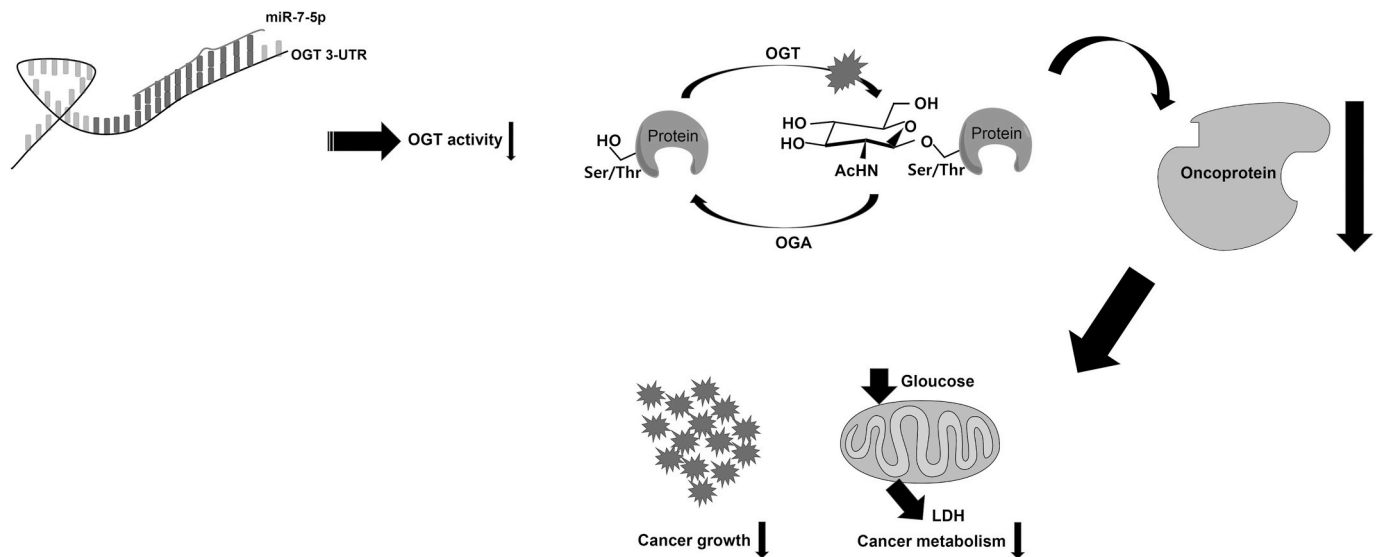 miR-7-5p
OGT 3-UTR
OGT activity
OGT
HO
Protein
Ser/Thr
OH
HO
HO
O
O
AcHN
Protein
Ser/Thr
OGA
Oncoprotein
Gloucose
LDH
Cancer growth
Cancer metabolism